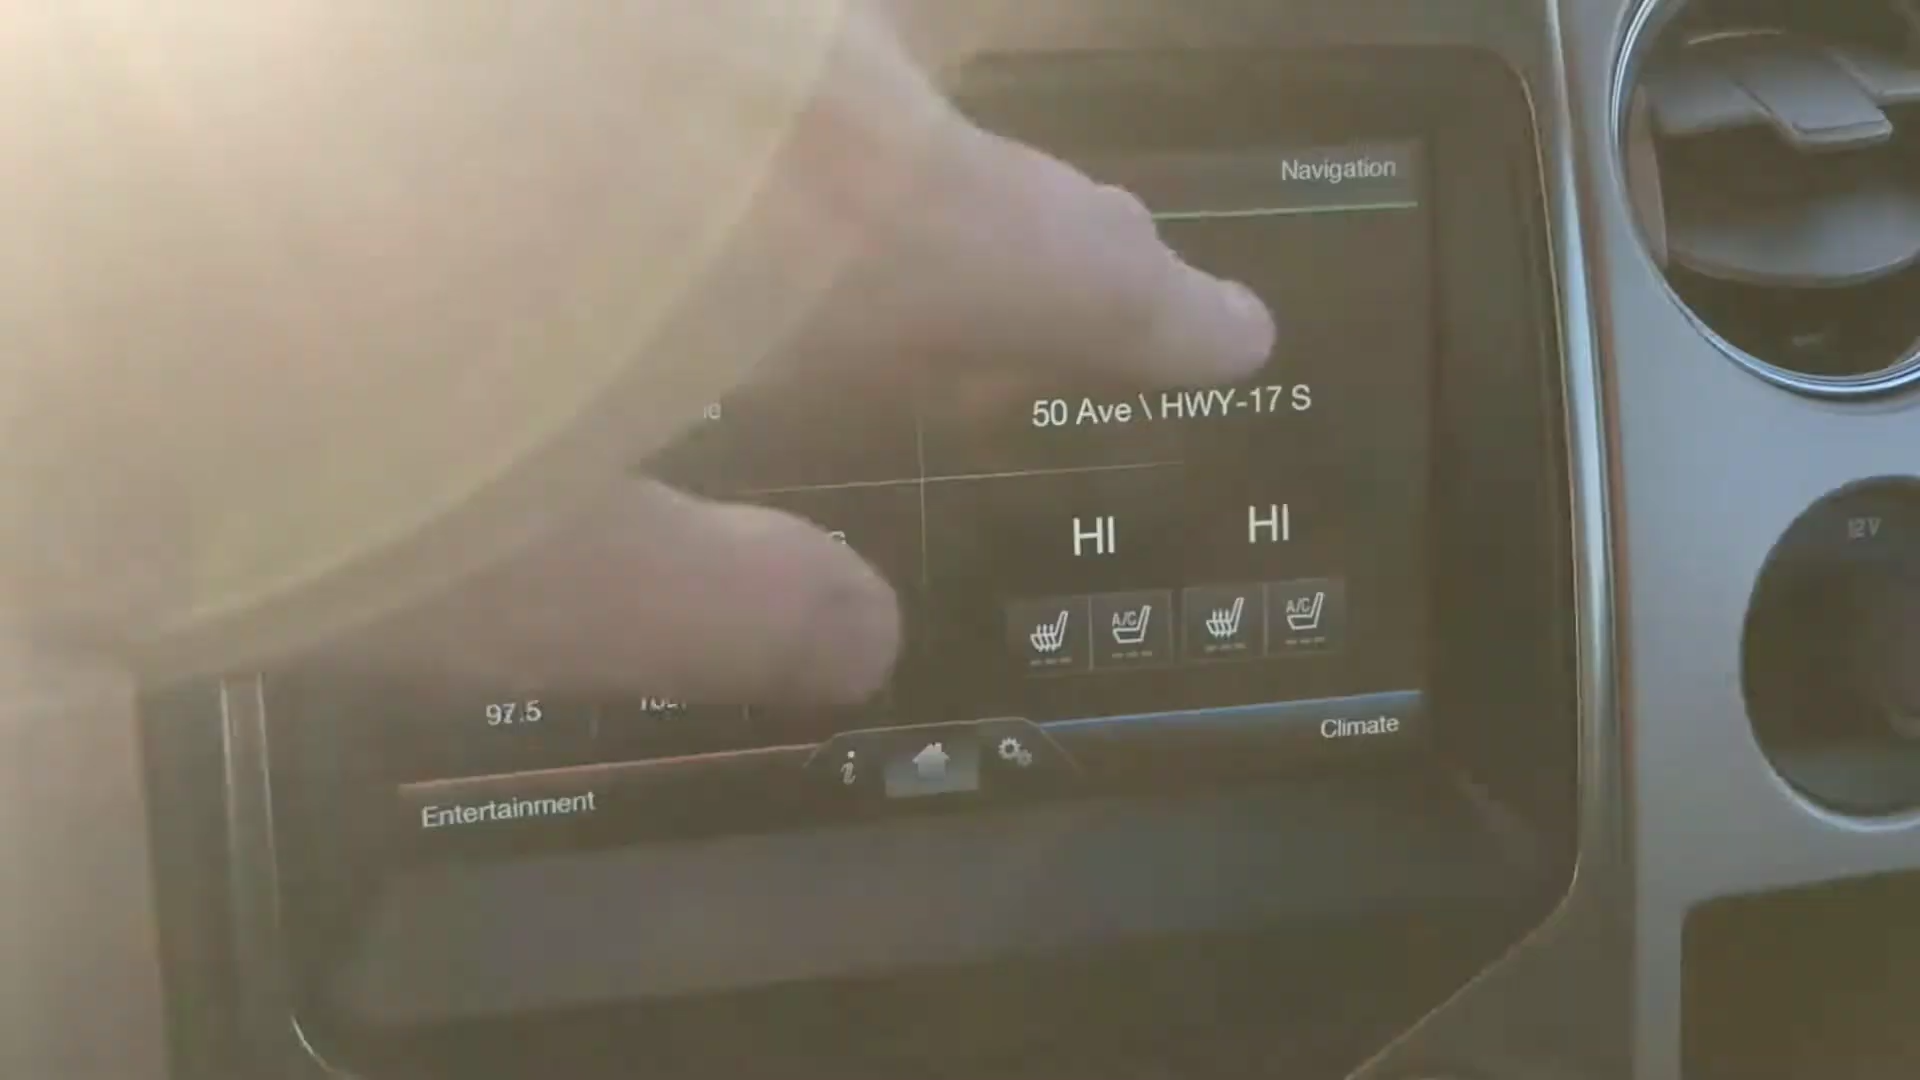 Navigation
50 Ave \ HWY-17 S
HI HI
A/C A/C
12V
97.5
i
Climate
Entertainment